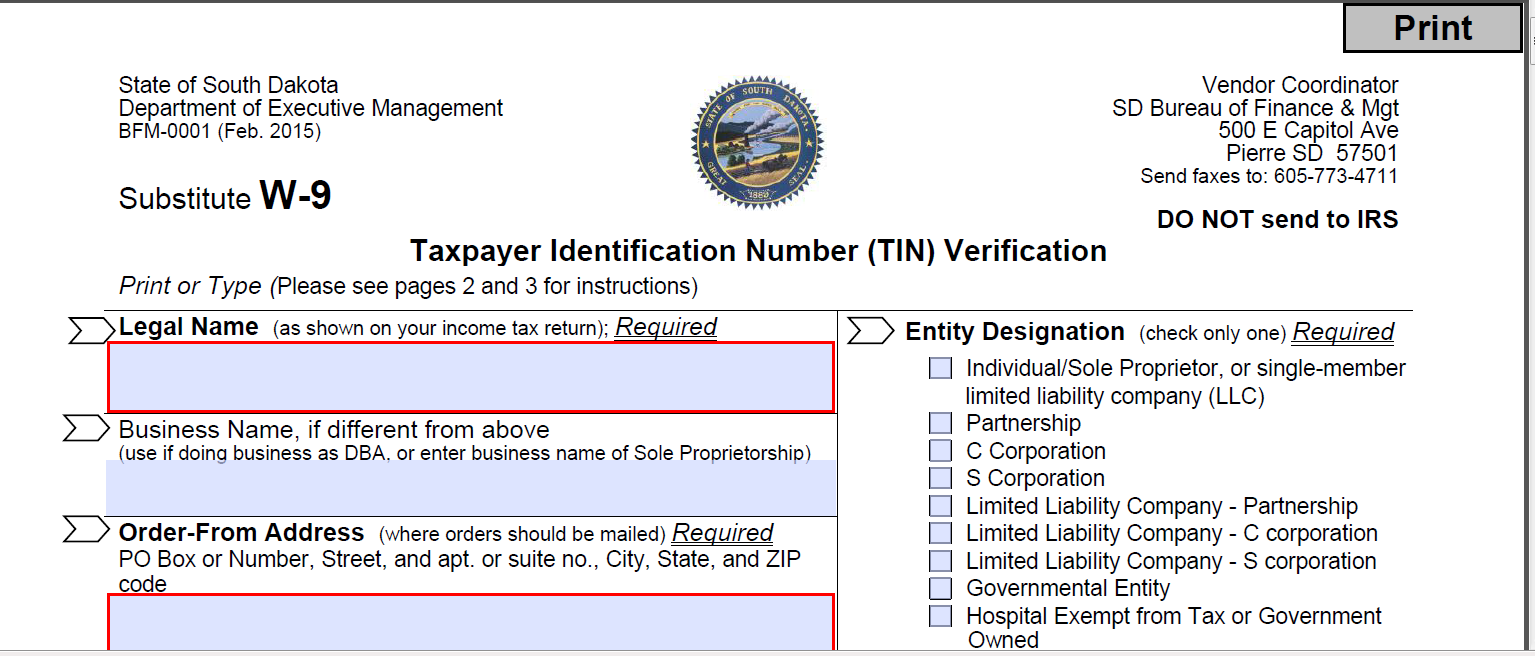 Print
State of South Dakota
Department of Executive Management
BFM-0001 (Feb. 2015)
Substitute W-9
STATE OF SOUTH DAKOTA
GREAT SEAL
1889
Vendor Coordinator
SD Bureau of Finance & Mgt
500 E Capitol Ave
Pierre SD 57501
Send faxes to: 605-773-4711
DO NOT send to IRS
Taxpayer Identification Number (TIN) Verification
Print or Type (Please see pages 2 and 3 for instructions)
Legal Name (as shown on your income tax return); Required
Business Name, if different from above
(use if doing business as DBA, or enter business name of Sole Proprietorship)
Order-From Address (where orders should be mailed) Required
PO Box or Number, Street, and apt. or suite no., City, State, and ZIP
code
Entity Designation (check only one) Required
Individual/Sole Proprietor, or single-member
limited liability company (LLC)
Partnership
C Corporation
S Corporation
Limited Liability Company - Partnership
Limited Liability Company - C corporation
Limited Liability Company - S corporation
Governmental Entity
Hospital Exempt from Tax or Government
Owned